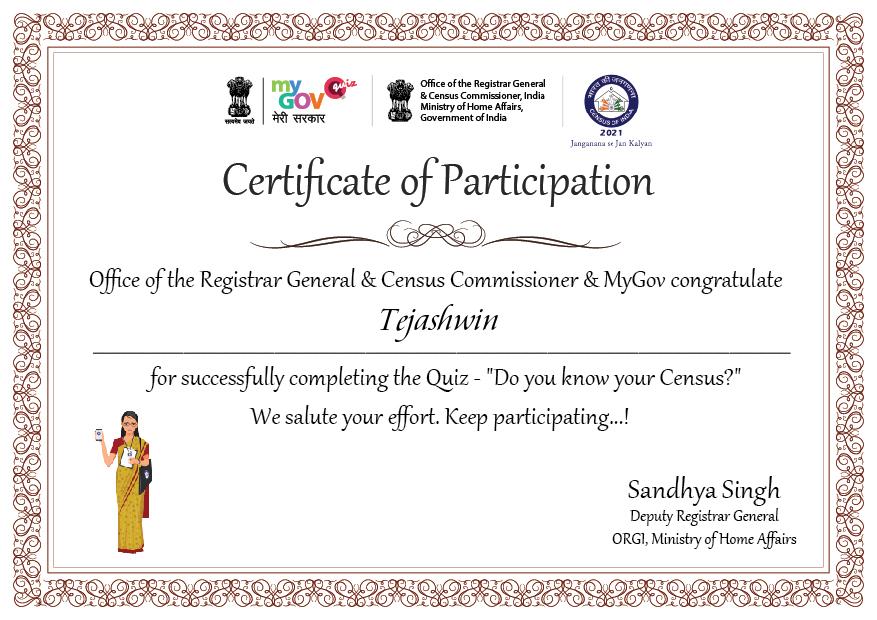 सत्यमेव जयते
my
GOV
Quiz
मेरी सरकार
Office of the Registrar General
& Census Commissioner, India
Ministry of Home Affairs,
Government of India
भारत की जनगणना
CENSUS OF INDIA
2021
Janganana se Jan Kalyan
Certificate of Participation
Office of the Registrar General & Census Commissioner & MyGov congratulate
Tejashwin
for successfully completing the Quiz - "Do you know your Census?"
We salute your effort. Keep participating...!
Sandhya Singh
Deputy Registrar General
ORGI, Ministry of Home Affairs